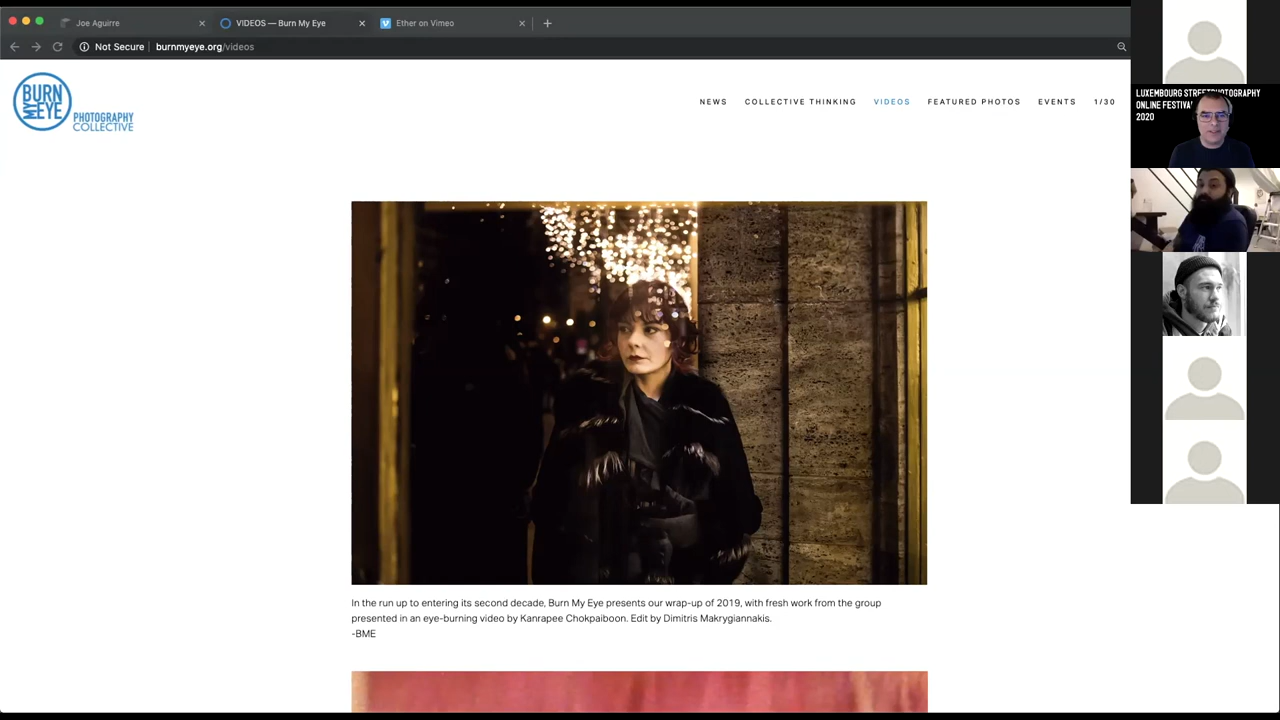 Joe Aguirre
VIDEOS — Burn My Eye
Ether on Vimeo
Not Secure
burnmyeye.org/videos
BURN
MY
EYE
PHOTOGRAPHY
COLLECTIVE
NEWS
COLLECTIVE THINKING
VIDEOS
FEATURED PHOTOS
EVENTS
1/30
LUXEMBOURG STREETPHOTOGRAPHY
ONLINE FESTIVAL
2020
In the run up to entering its second decade, Burn My Eye presents our wrap-up of 2019, with fresh work from the group
presented in an eye-burning video by Kanrapee Chokpaiboon. Edit by Dimitris Makrygiannakis.
-BME